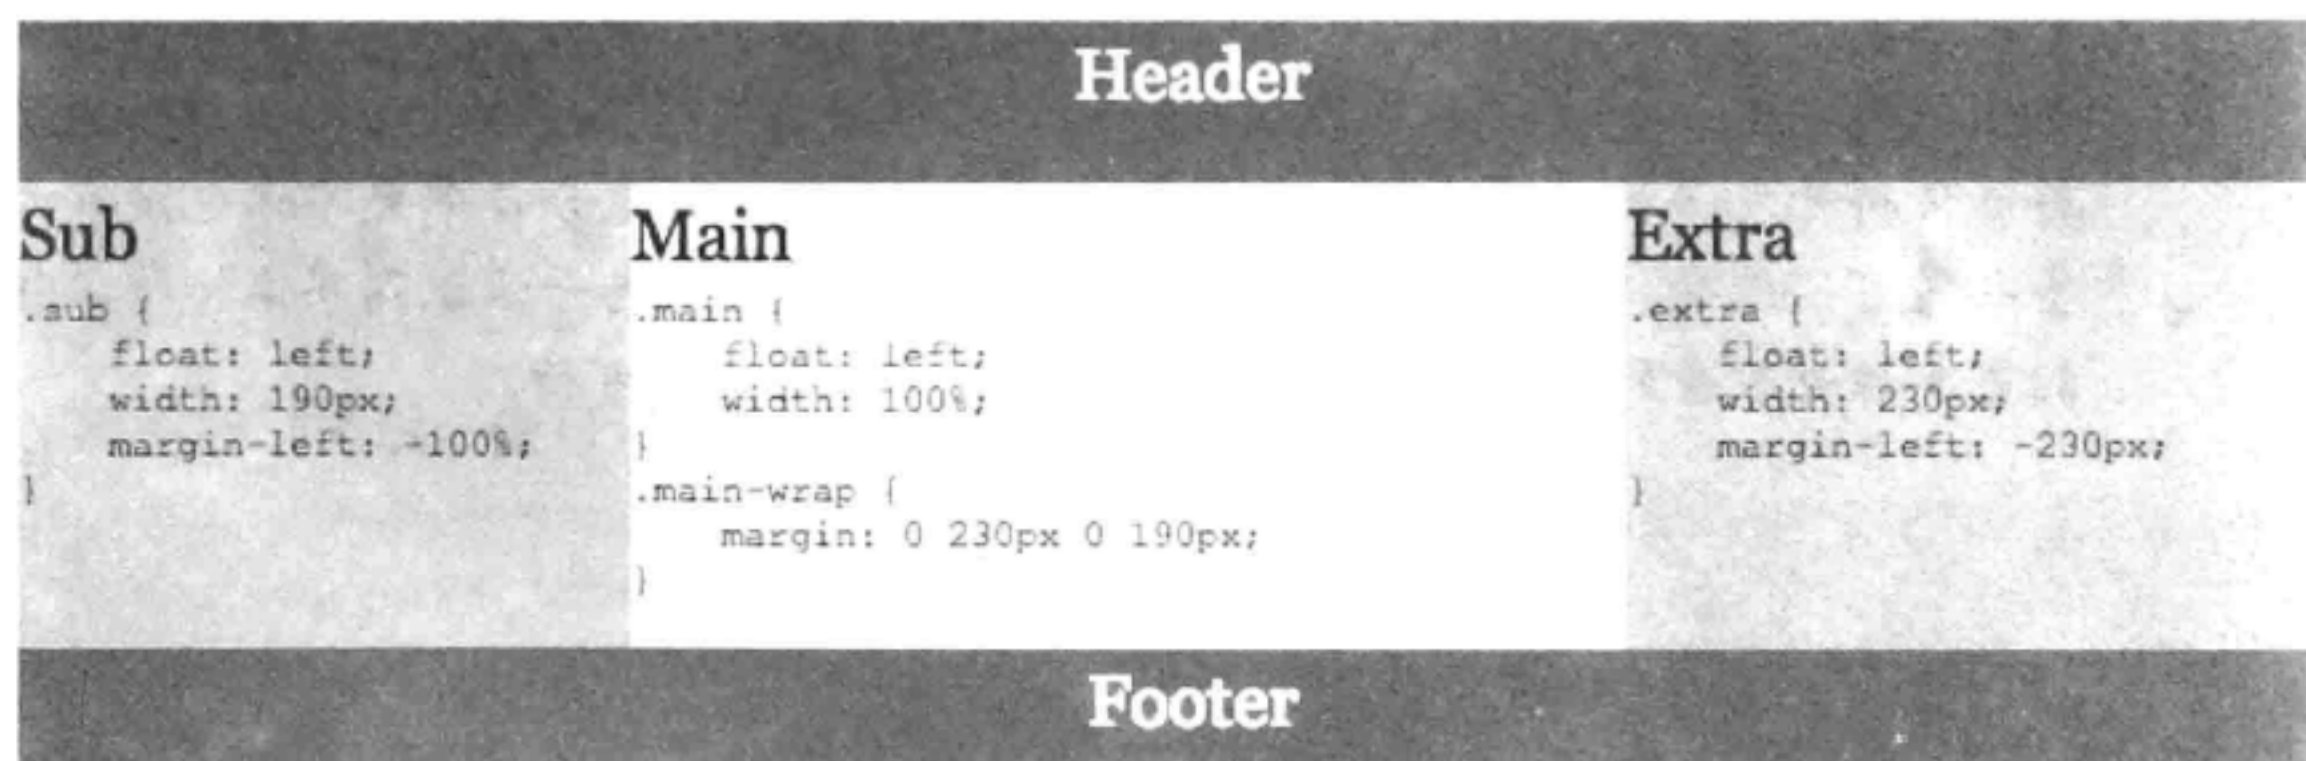 Header
Sub
.sub {
    float: left;
    width: 190px;
    margin-left: -100%;
}
Main
.main {
    float: left;
    width: 100%;
}
.main-wrap {
    margin: 0 230px 0 190px;
}
Extra
.extra {
    float: left;
    width: 230px;
    margin-left: -230px;
}
Footer